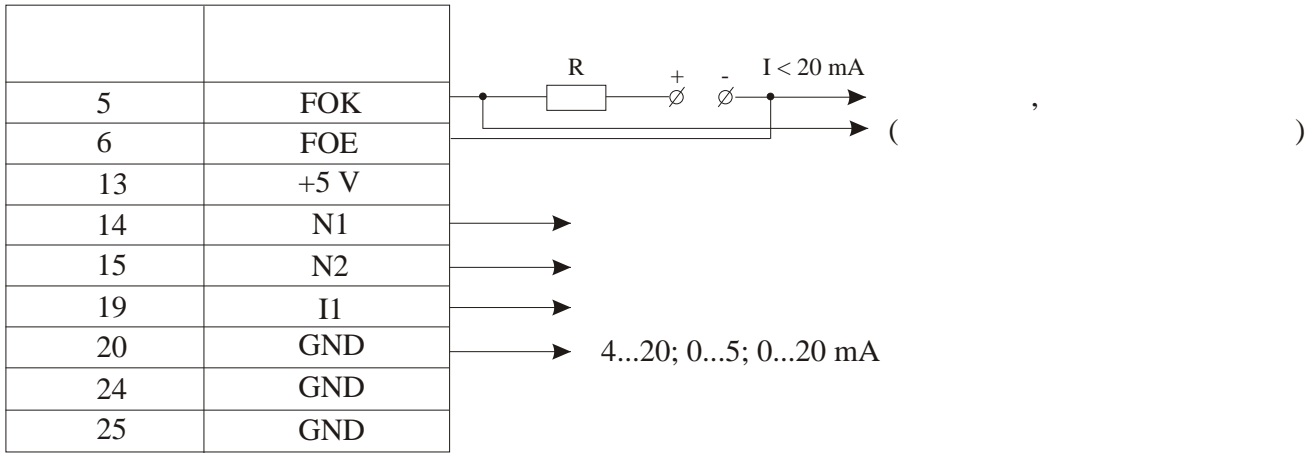 R + - I < 20 mA
5 FOK ,
6 FOE ( )
13 +5 V
14 N1
15 N2
19 I1
20 GND 4...20; 0...5; 0...20 mA
24 GND
25 GND